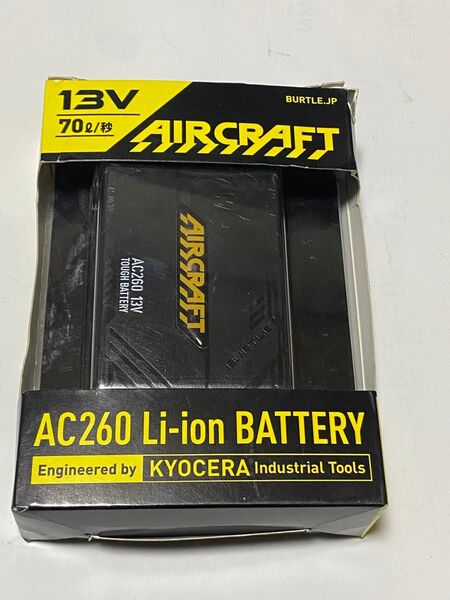 13V
70ℓ/秒
BURTLE.JP
AIRCRAFT
AIRCRAFT
AC260 13V
TOUGH BATTERY
AC260 Li-ion BATTERY
Engineered by KYOCERA Industrial Tools